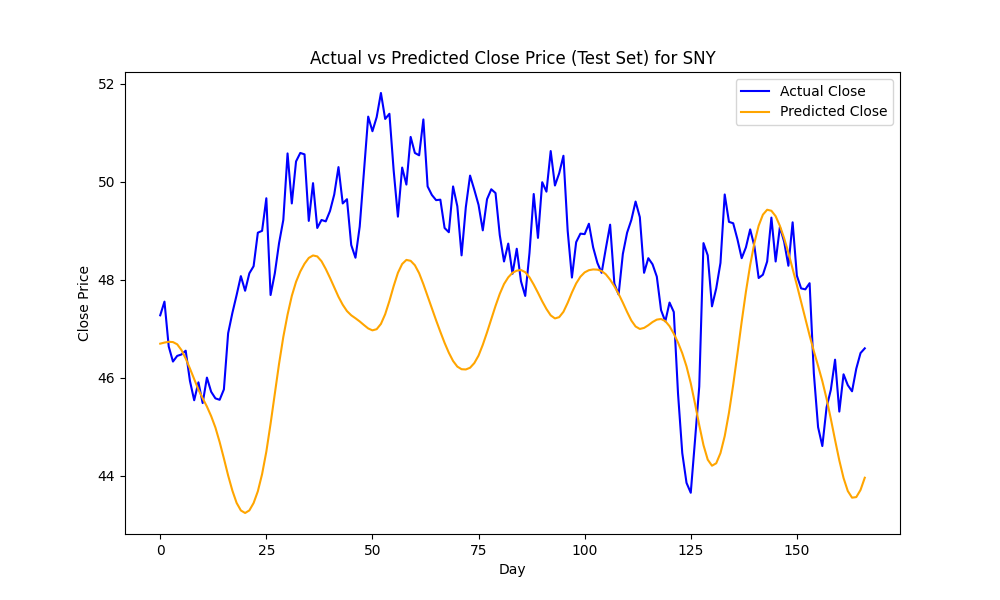 Actual vs Predicted Close Price (Test Set) for SNY
Actual Close
Predicted Close
Close Price
52
50
48
46
44
0 25 50 75 100 125 150
Day